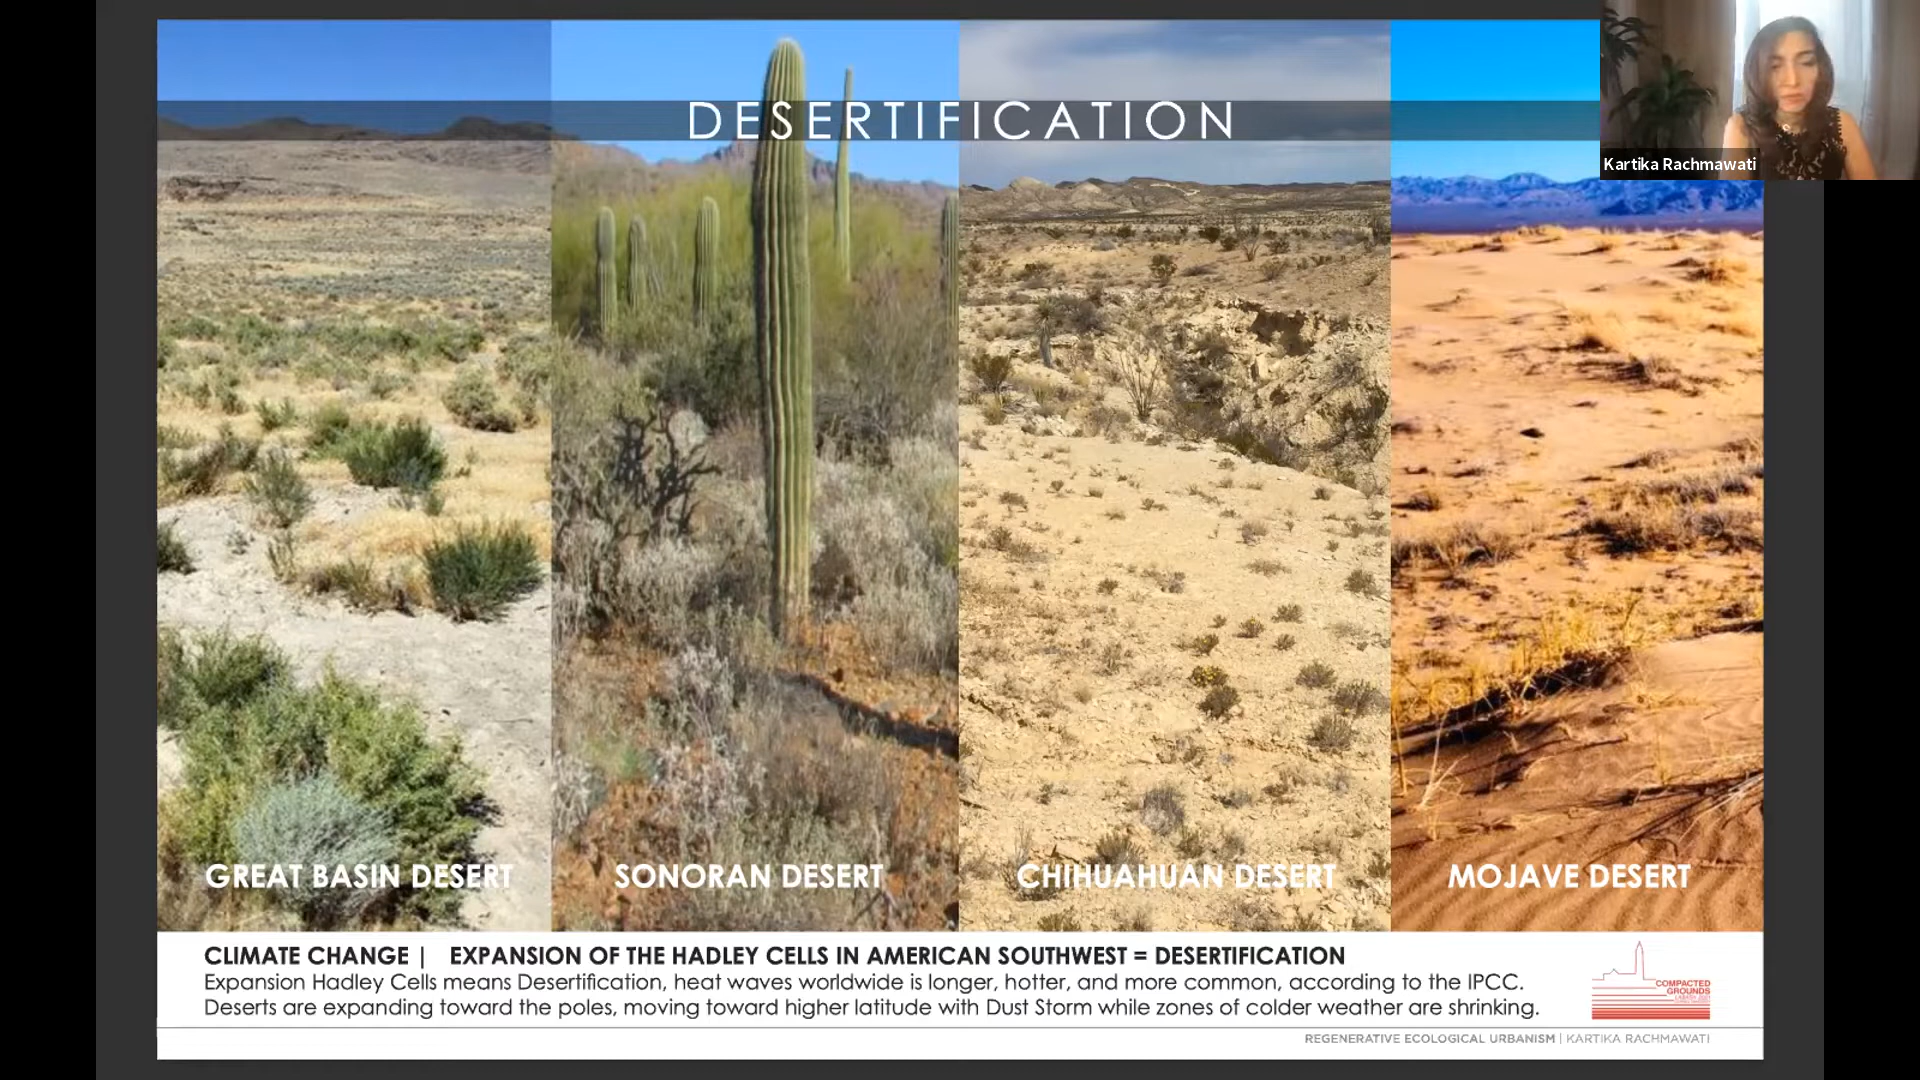 DESERTIFICATION
Kartika Rachmawati
GREAT BASIN DESERT
SONORAN DESERT
CHIHUAHUAN DESERT
MOJAVE DESERT
CLIMATE CHANGE | EXPANSION OF THE HADLEY CELLS IN AMERICAN SOUTHWEST = DESERTIFICATION
Expansion Hadley Cells means Desertification, heat waves worldwide is longer, hotter, and more common, according to the IPCC.
Deserts are expanding toward the poles, moving toward higher latitude with Dust Storm while zones of colder weather are shrinking.
COMPACTED
GROUNDS
REGENERATIVE ECOLOGICAL URBANISM | KARTIKA RACHMAWATI